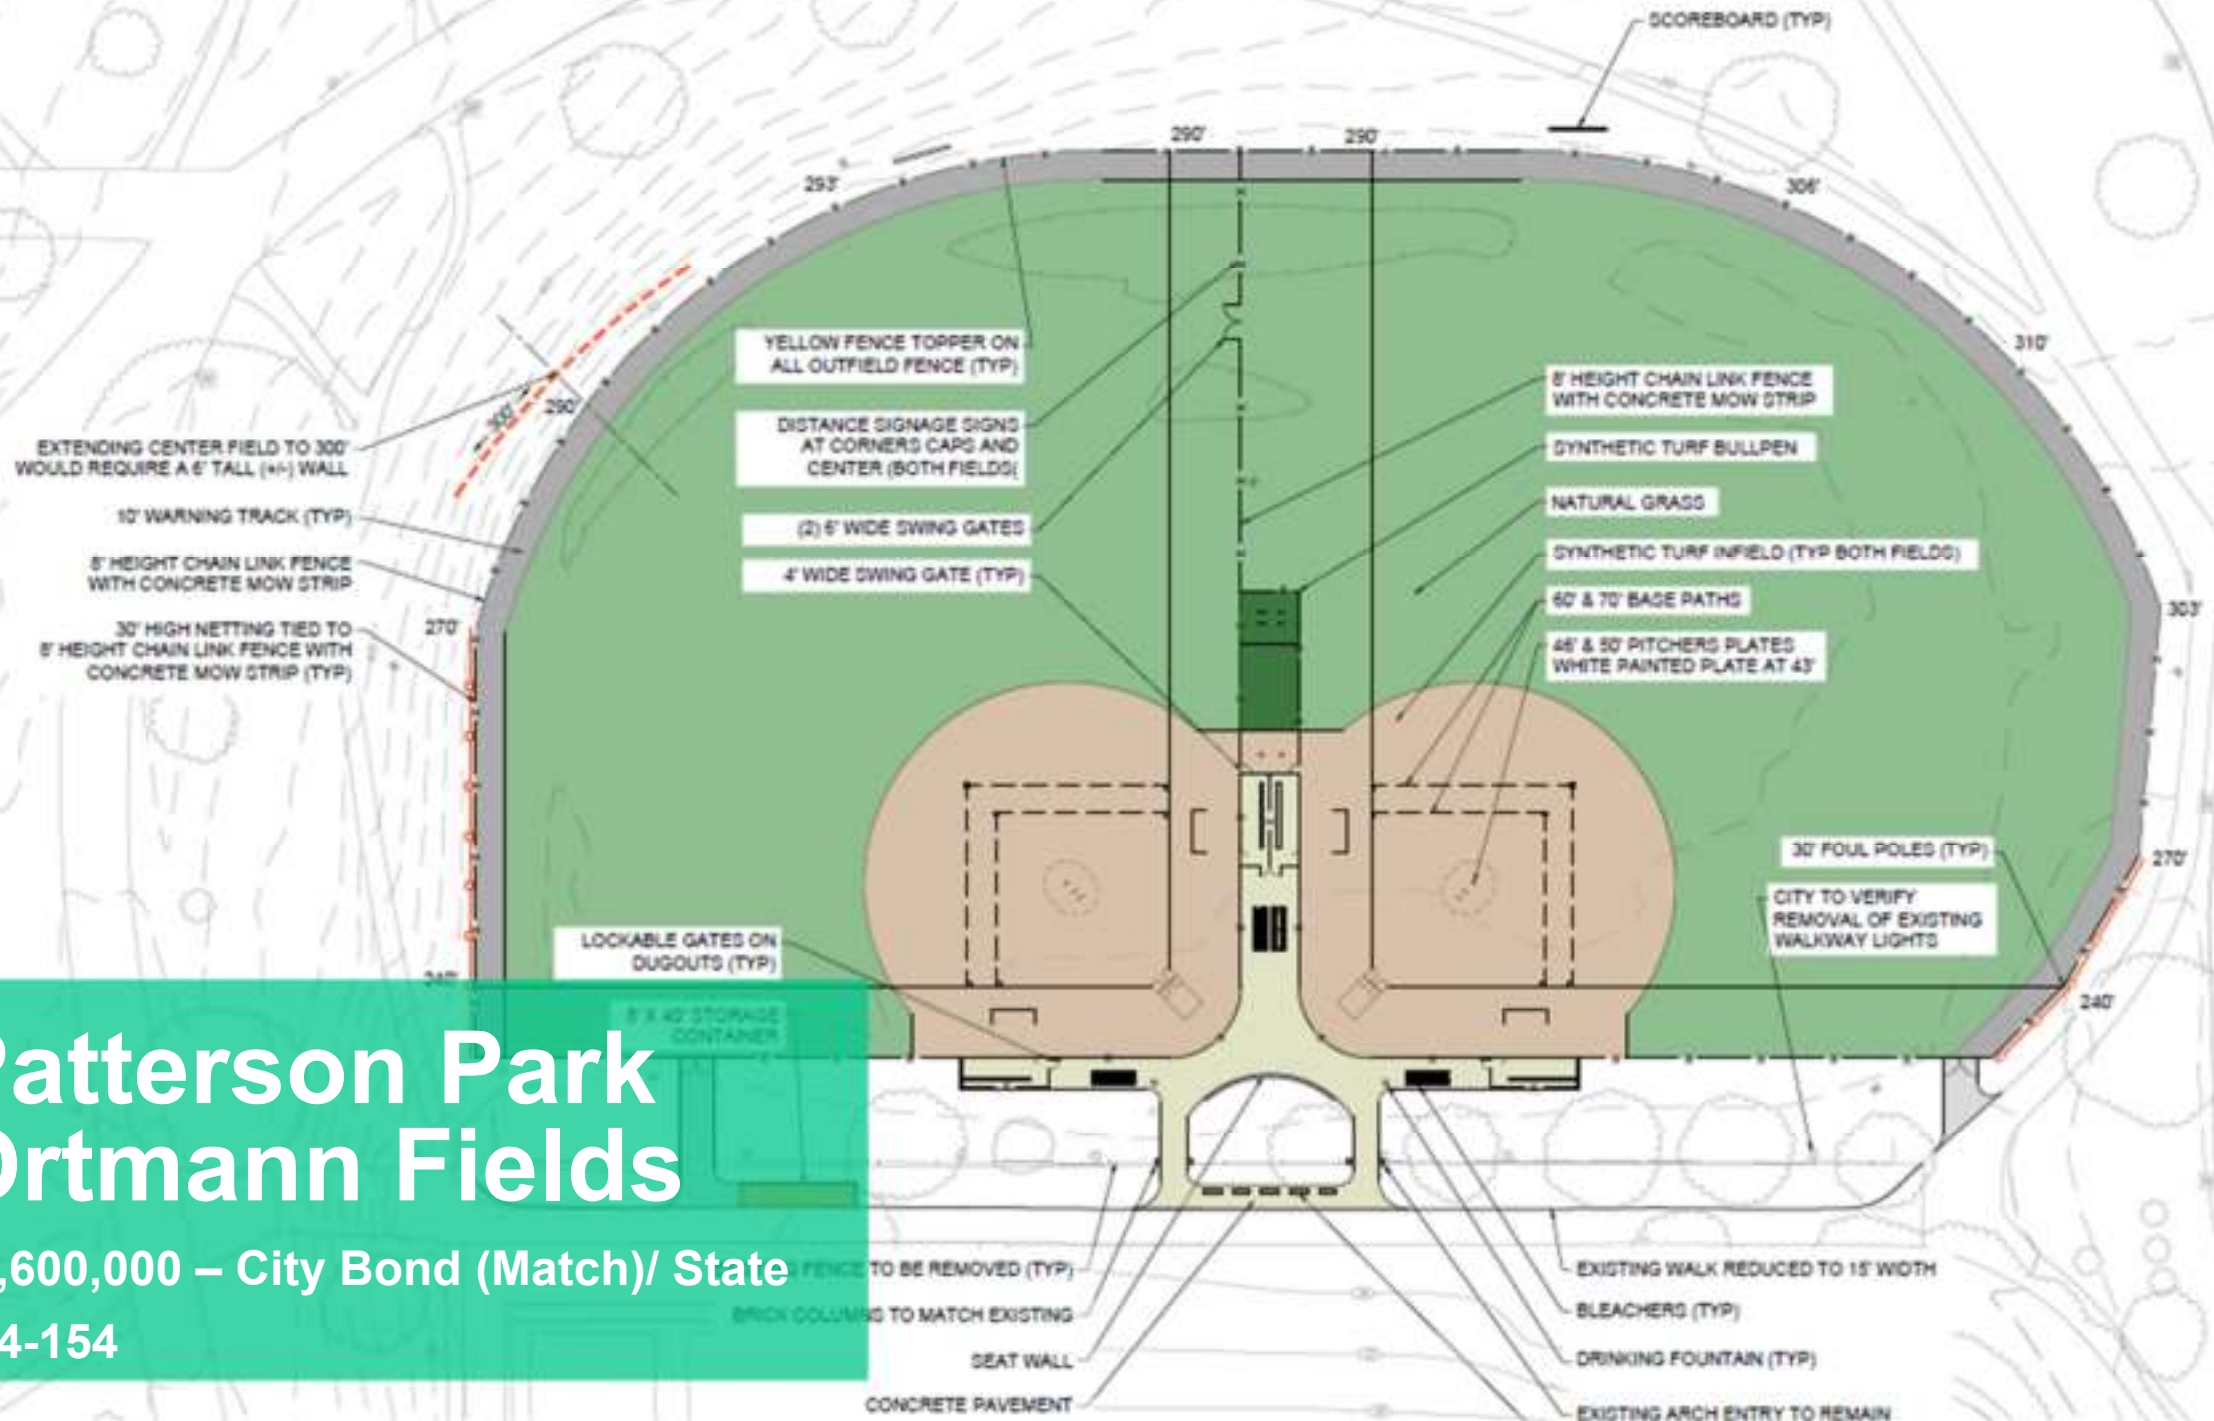 SCOREBOARD (TYP)
290'
290'
293'
306'
310'
303'
270'
240'
YELLOW FENCE TOPPER ON
ALL OUTFIELD FENCE (TYP)
DISTANCE SIGNAGE SIGNS
AT CORNERS CAPS AND
CENTER (BOTH FIELDS(
(2) 6' WIDE SWING GATES
4' WIDE SWING GATE (TYP)
300'
290'
EXTENDING CENTER FIELD TO 300'
WOULD REQUIRE A 6' TALL (+/-) WALL
10' WARNING TRACK (TYP)
8' HEIGHT CHAIN LINK FENCE
WITH CONCRETE MOW STRIP
30' HIGH NETTING TIED TO
8' HEIGHT CHAIN LINK FENCE WITH
CONCRETE MOW STRIP (TYP)
270'
240'
8' HEIGHT CHAIN LINK FENCE
WITH CONCRETE MOW STRIP
SYNTHETIC TURF BULLPEN
NATURAL GRASS
SYNTHETIC TURF INFIELD (TYP BOTH FIELDS)
60' & 70' BASE PATHS
46' & 50' PITCHERS PLATES
WHITE PAINTED PLATE AT 43'
30' FOUL POLES (TYP)
CITY TO VERIFY
REMOVAL OF EXISTING
WALKWAY LIGHTS
LOCKABLE GATES ON
DUGOUTS (TYP)
8' X 40' STORAGE
CONTAINER
Patterson Park
Ortmann Fields
,600,000 – City Bond (Match)/ State
4-154
FENCE TO BE REMOVED (TYP)
BRICK COLUMNS TO MATCH EXISTING
SEAT WALL
CONCRETE PAVEMENT
EXISTING WALK REDUCED TO 15' WIDTH
BLEACHERS (TYP)
DRINKING FOUNTAIN (TYP)
EXISTING ARCH ENTRY TO REMAIN